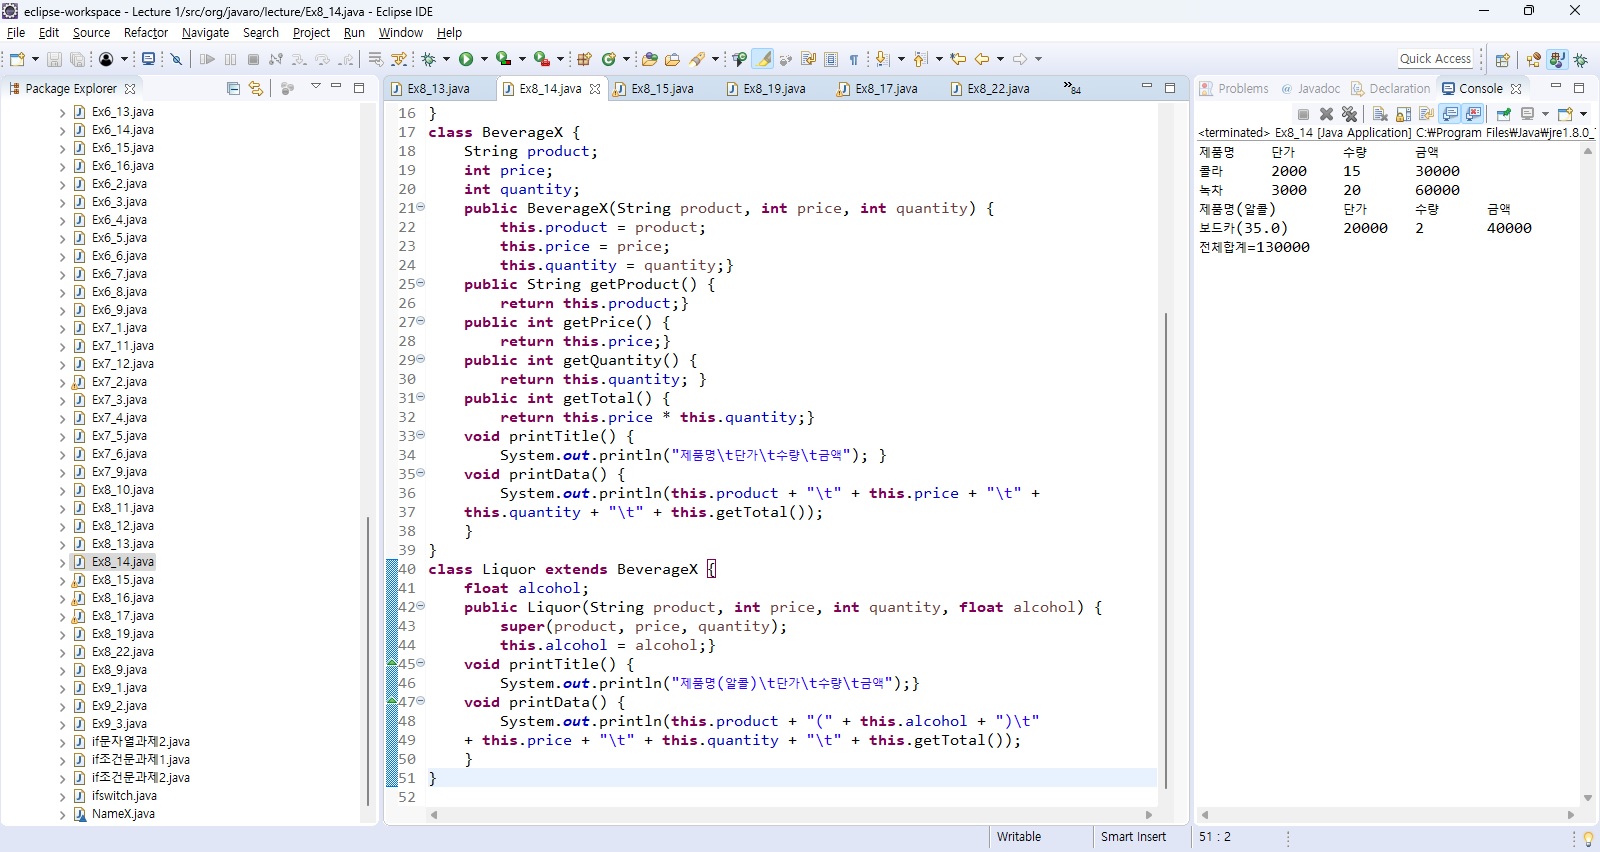 eclipse-workspace - Lecture 1/src/org/javaro/lecture/Ex8_14.java - Eclipse IDE
File Edit Source Refactor Navigate Search Project Run Window Help
Quick Access
Package Explorer
Ex6_13.java
Ex6_14.java
Ex6_15.java
Ex6_16.java
Ex6_2.java
Ex6_3.java
Ex6_4.java
Ex6_5.java
Ex6_6.java
Ex6_7.java
Ex6_8.java
Ex6_9.java
Ex7_1.java
Ex7_11.java
Ex7_12.java
Ex7_2.java
Ex7_3.java
Ex7_4.java
Ex7_5.java
Ex7_6.java
Ex7_9.java
Ex8_10.java
Ex8_11.java
Ex8_12.java
Ex8_13.java
Ex8_14.java
Ex8_15.java
Ex8_16.java
Ex8_17.java
Ex8_19.java
Ex8_22.java
Ex8_9.java
Ex9_1.java
Ex9_2.java
Ex9_3.java
if문자열과제2.java
if조건문과제1.java
if조건문과제2.java
ifswitch.java
NameX.java
Ex8_13.java Ex8_14.java Ex8_15.java Ex8_19.java Ex8_17.java Ex8_22.java »84
16 }
17 class BeverageX {
18 String product;
19 int price;
20 int quantity;
21 public BeverageX(String product, int price, int quantity) {
22 this.product = product;
23 this.price = price;
24 this.quantity = quantity;}
25 public String getProduct() {
26 return this.product;}
27 public int getPrice() {
28 return this.price;}
29 public int getQuantity() {
30 return this.quantity; }
31 public int getTotal() {
32 return this.price * this.quantity;}
33 void printTitle() {
34 System.out.println("제품명\t단가\t수량\t금액"); }
35 void printData() {
36 System.out.println(this.product + "\t" + this.price + "\t" +
37 this.quantity + "\t" + this.getTotal());
38 }
39 }
40 class Liquor extends BeverageX {
41 float alcohol;
42 public Liquor(String product, int price, int quantity, float alcohol) {
43 super(product, price, quantity);
44 this.alcohol = alcohol;}
45 void printTitle() {
46 System.out.println("제품명(알콜)\t단가\t수량\t금액");}
47 void printData() {
48 System.out.println(this.product + "(" + this.alcohol + ")\t"
49 + this.price + "\t" + this.quantity + "\t" + this.getTotal());
50 }
51 }
52
Problems Javadoc Declaration Console
<terminated> Ex8_14 [Java Application] C:₩Program Files₩Java₩jre1.8.0_
제품명 단가 수량 금액
콜라 2000 15 30000
녹차 3000 20 60000
제품명(알콜) 단가 수량 금액
보드카(35.0) 20000 2 40000
전체합계=130000
Writable Smart Insert 51 : 2